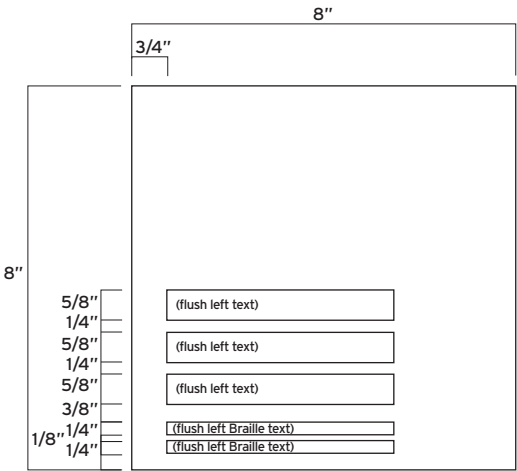 8"
3/4"
8"
5/8"
(flush left text)
1/4"
5/8"
(flush left text)
1/4"
5/8"
(flush left text)
3/8"
1/4"
(flush left Braille text)
1/8"
1/4"
(flush left Braille text)